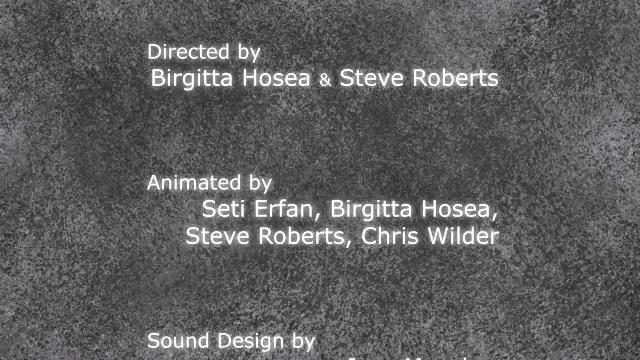 Directed by
Birgitta Hosea & Steve Roberts
Animated by
Seti Erfan, Birgitta Hosea,
Steve Roberts, Chris Wilder
Sound Design by